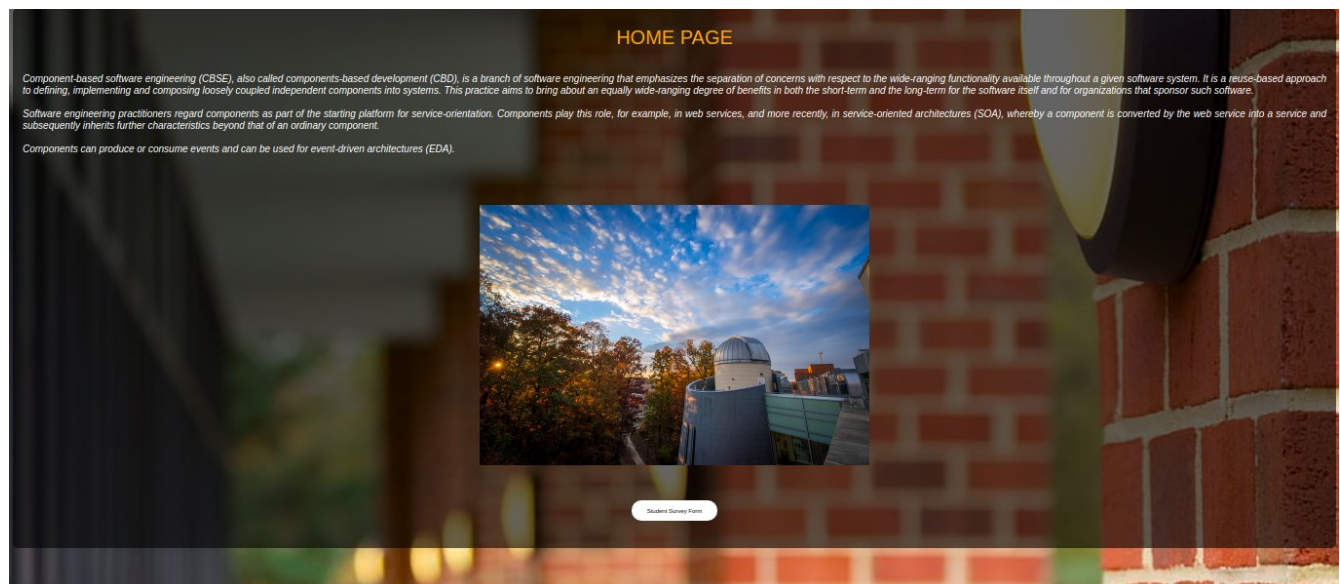 HOME PAGE
Component-based software engineering (CBSE), also called components-based development (CBD), is a branch of software engineering that emphasizes the separation of concerns with respect to the wide-ranging functionality available throughout a given software system. It is a reuse-based approach
to defining, implementing and composing loosely coupled independent components into systems. This practice aims to bring about an equally wide-ranging degree of benefits in both the short-term and the long-term for the software itself and for organizations that sponsor such software.
Software engineering practitioners regard components as part of the starting platform for service-orientation. Components play this role, for example, in web services, and more recently, in service-oriented architectures (SOA), whereby a component is converted by the web service into a service and
subsequently inherits further characteristics beyond that of an ordinary component.
Components can produce or consume events and can be used for event-driven architectures (EDA).
Student Survey Form